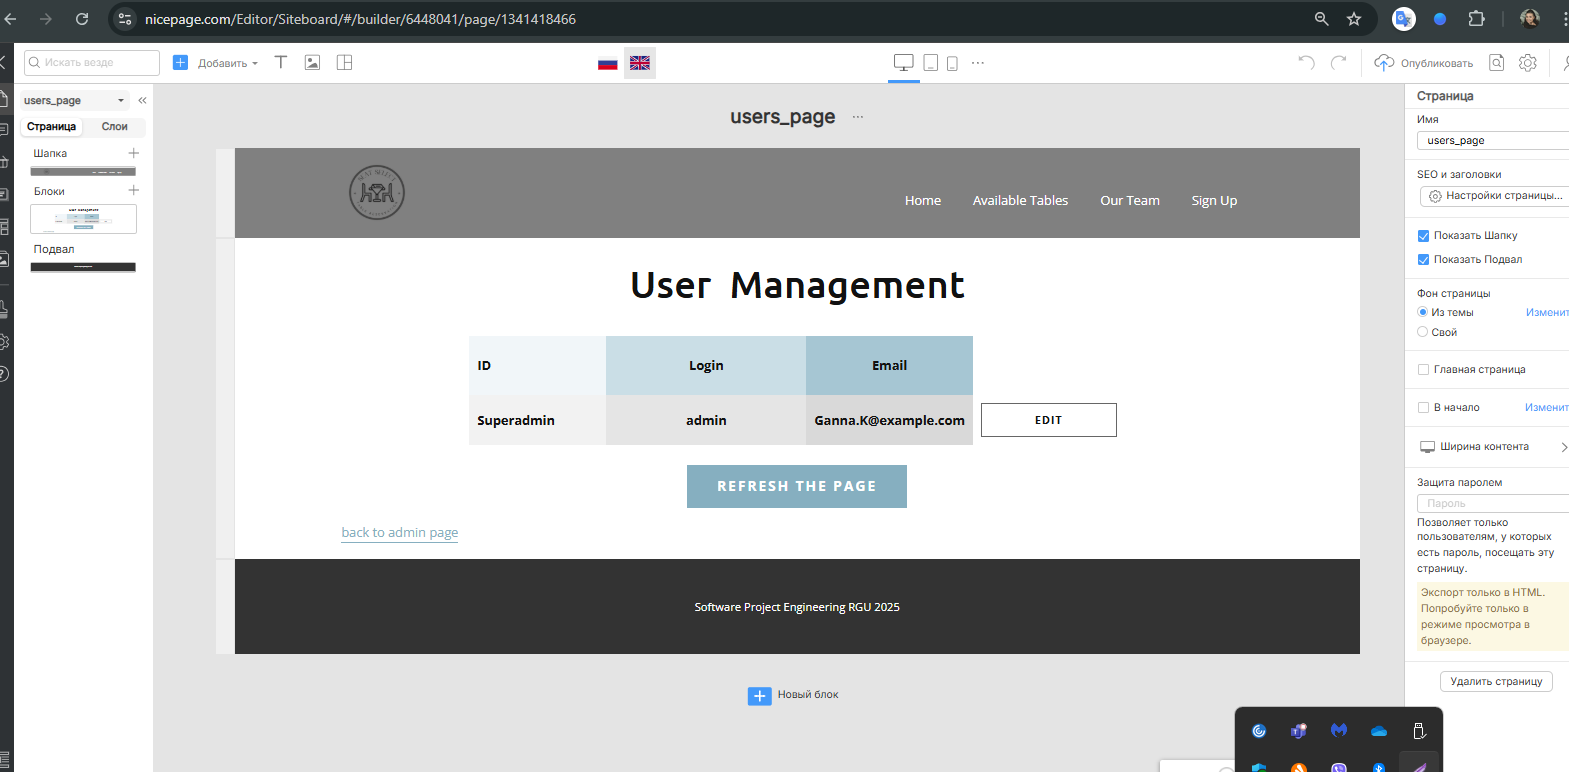 nicepage.com/Editor/Siteboard/#/builder/6448041/page/1341418466
Искать везде
Добавить
Опубликовать
users_page
Страница
Слои
Шапка
Блоки
Подвал
users_page
SEAT SELECT
Home
Available Tables
Our Team
Sign Up
User Management
ID
Login
Email
Superadmin
admin
Ganna.K@example.com
EDIT
REFRESH THE PAGE
back to admin page
Software Project Engineering RGU 2025
Новый блок
Страница
Имя
users_page
SEO и заголовки
Настройки страницы...
Показать Шапку
Показать Подвал
Фон страницы
Из темы
Изменит
Свой
Главная страница
В начало
Изменит
Ширина контента
Защита паролем
Пароль
Позволяет только
пользователям, у которых
есть пароль, посещать эту
страницу.
Экспорт только в HTML.
Попробуйте только в
режиме просмотра в
браузере.
Удалить страницу